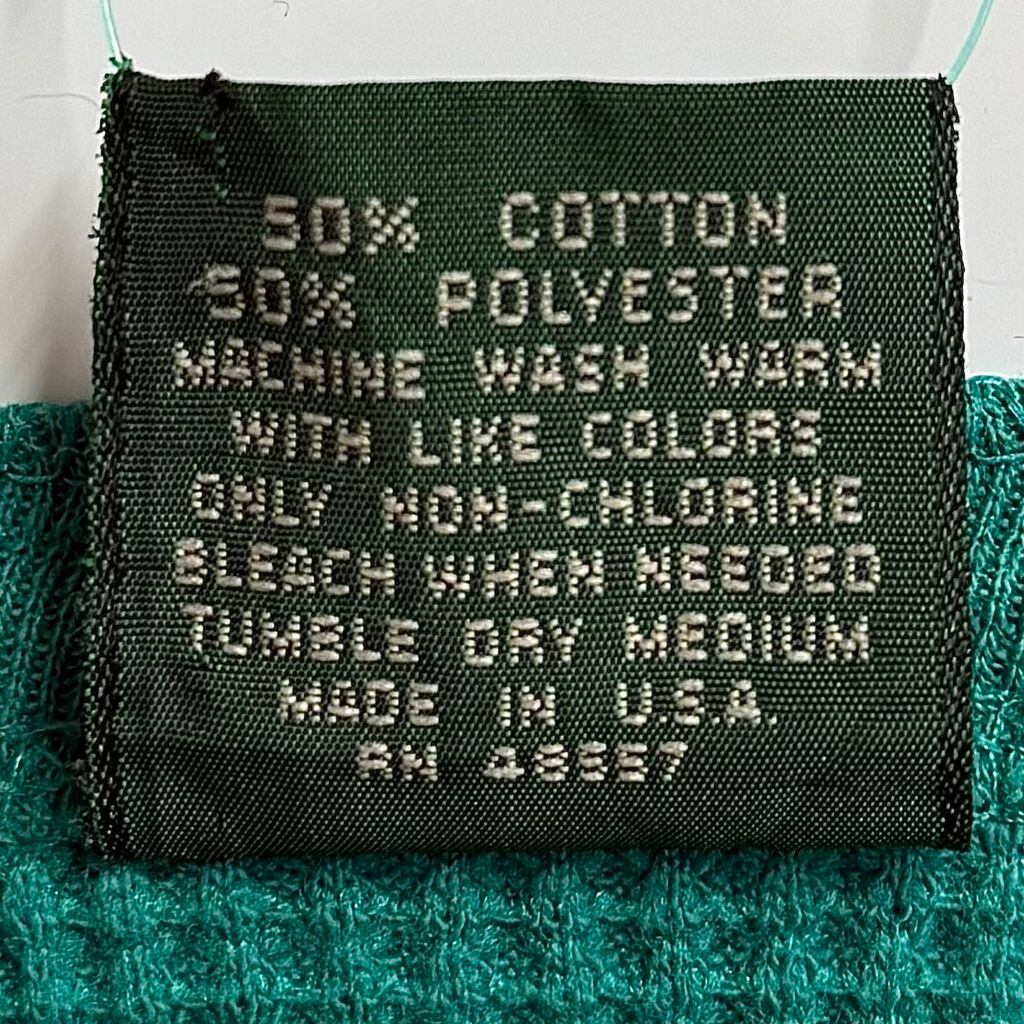 50% COTTON
50% POLYESTER
MACHINE WASH WARM
WITH LIKE COLORS
ONLY NON-CHLORINE
BLEACH WHEN NEEDED
TUMBLE DRY MEDIUM
MADE IN U.S.A.
RN